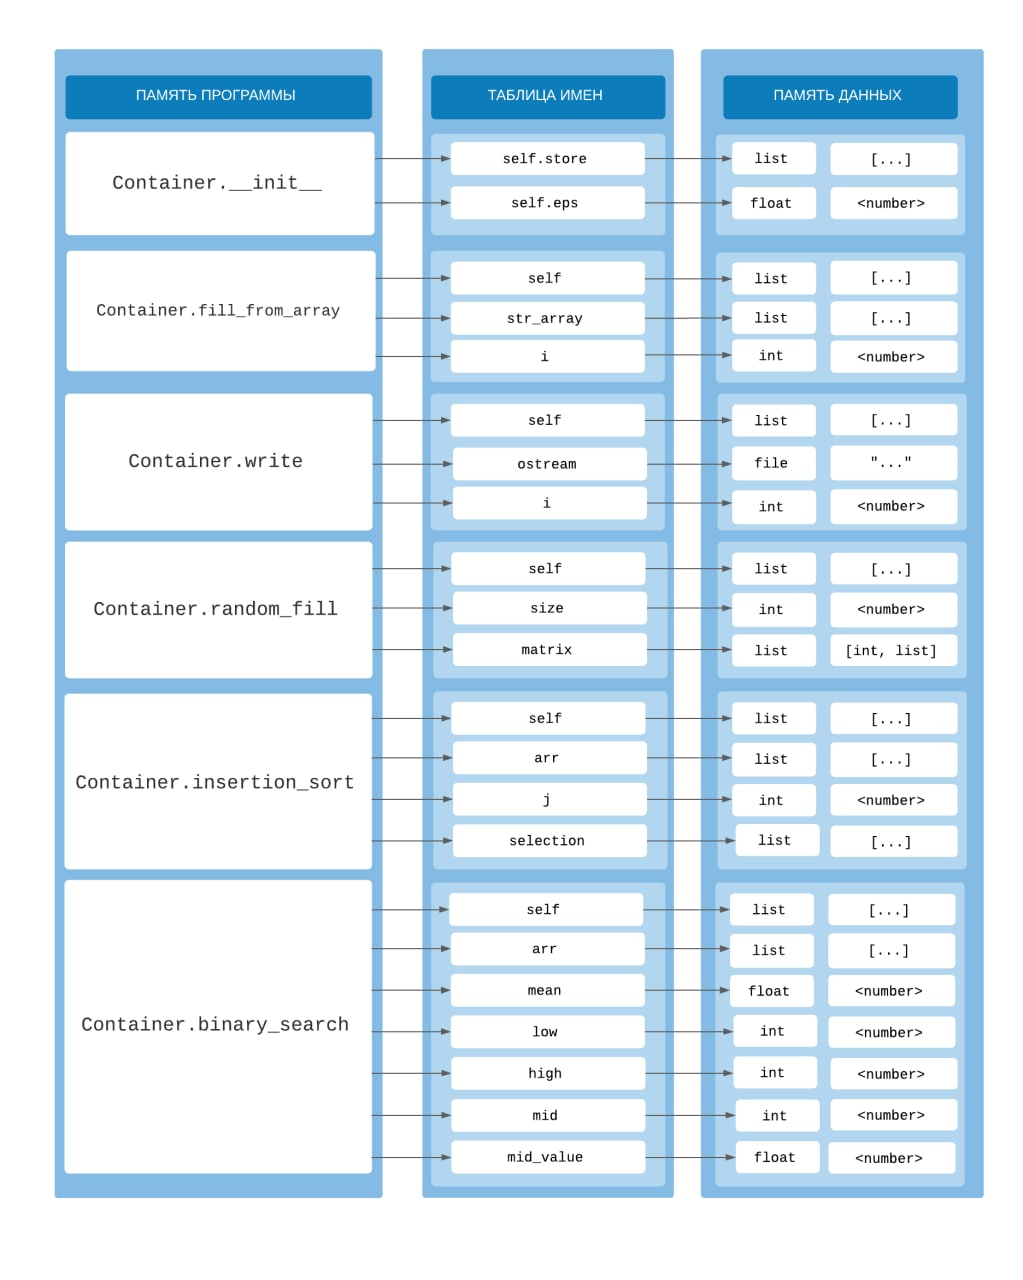 ПАМЯТЬ ПРОГРАММЫ
ТАБЛИЦА ИМЕН
ПАМЯТЬ ДАННЫХ
Container.__init__
self.store
list
[...]
self.eps
float
<number>
Container.fill_from_array
self
list
[...]
str_array
list
[...]
i
int
<number>
Container.write
self
list
[...]
ostream
file
"..."
i
int
<number>
Container.random_fill
self
list
[...]
size
int
<number>
matrix
list
[int, list]
Container.insertion_sort
self
list
[...]
arr
list
[...]
j
int
<number>
selection
list
[...]
Container.binary_search
self
list
[...]
arr
list
[...]
mean
float
<number>
low
int
<number>
high
int
<number>
mid
int
<number>
mid_value
float
<number>